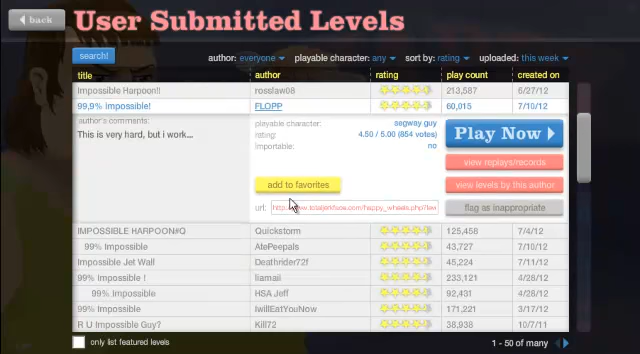 back
User Submitted Levels
search!
author: everyone playable character: any sort by: rating uploaded: this week
title author rating play count created on
Impossible Harpoon!! rosslaw08 213,587 6/27/12
99,9% Impossible! FLOPP 60,015 7/10/12
author's comments:
This is very hard, but i work...
playable character: segway guy
rating: 4.50 / 5.00 (854 votes)
importable: no
Play Now
view replays/records
add to favorites
view levels by this author
url:
flag as inappropriate
IMPOSSIBLE HARPOON#Q Quickstorm 125,458 7/4/12
99% Impossible AtePeepals 43,727 7/10/12
Impossible Jet Wall Deathrider72f 45,224 7/11/12
99% Impossible ! liamail 233,121 4/28/12
99% Impossible HSA Jeff 92,431 4/28/12
99% Impossible IwillEatYouNow 171,221 3/17/12
R U Impossible Guy? Kill72 38,938 10/7/11
only list featured levels
1 - 50 of many